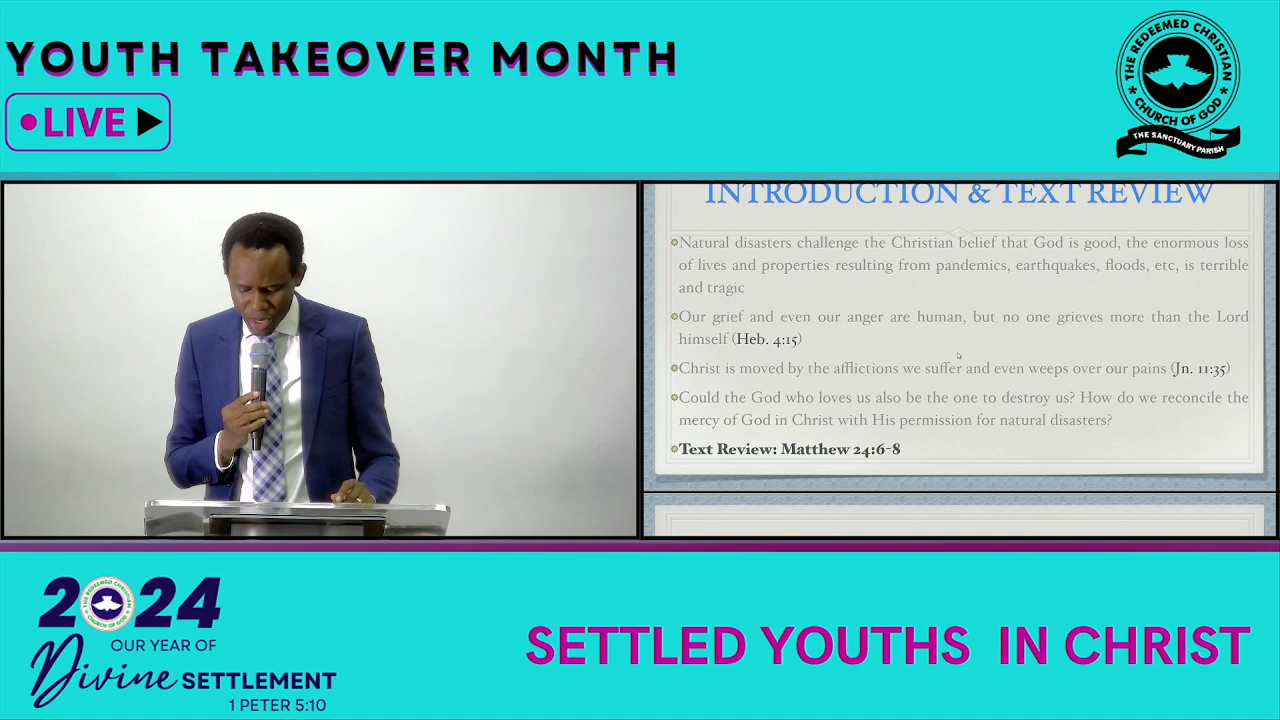 YOUTH TAKEOVER MONTH
LIVE
THE REDEEMED CHRISTIAN
CHURCH OF GOD
THE SANCTUARY PARISH
INTRODUCTION & TEXT REVIEW
Natural disasters challenge the Christian belief that God is good, the enormous loss
of lives and properties resulting from pandemics, earthquakes, floods, etc, is terrible
and tragic
Our grief and even our anger are human, but no one grieves more than the Lord
himself (Heb. 4:15)
Christ is moved by the afflictions we suffer and even weeps over our pains (Jn. 11:35)
Could the God who loves us also be the one to destroy us? How do we reconcile the
mercy of God in Christ with His permission for natural disasters?
Text Review: Matthew 24:6-8
2024
THE REDEEMED CHRISTIAN
CHURCH OF GOD
OUR YEAR OF
Divine SETTLEMENT
1 PETER 5:10
SETTLED YOUTHS IN CHRIST